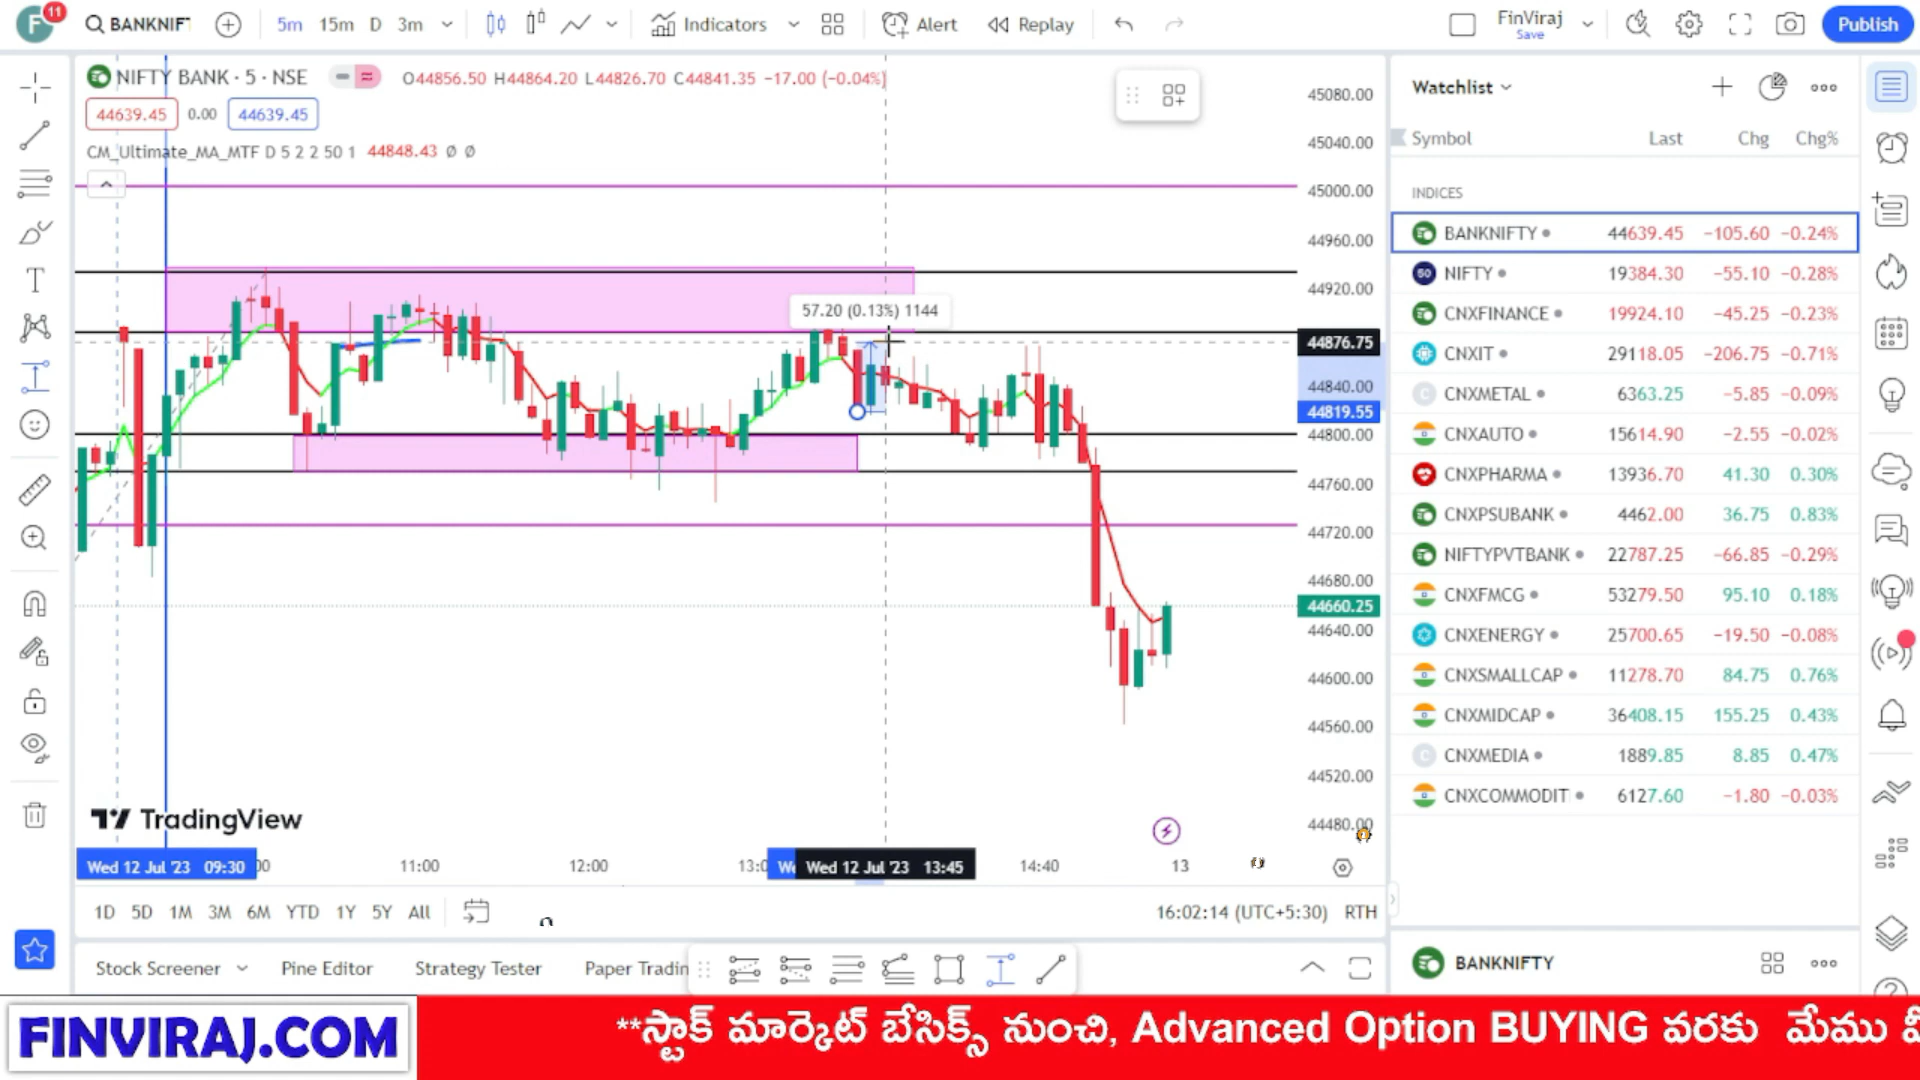 F 11 BANKNIFT 5m 15m D 3m Indicators Alert Replay FinViraj Save Publish
NIFTY BANK · 5 · NSE O44856.50 H44864.20 L44826.70 C44841.35 −17.00 (−0.04%)
44639.45 0.00 44639.45
CM_Ultimate_MA_MTF D 5 2 2 50 1 44848.43 ∅ ∅
57.20 (0.13%) 1144
45080.00
45040.00
45000.00
44960.00
44920.00
44876.75
44840.00
44819.55
44800.00
44760.00
44720.00
44680.00
44660.25
44640.00
44600.00
44560.00
44520.00
44480.00
TradingView
Wed 12 Jul '23 09:30 00 11:00 12:00 13:0 We Wed 12 Jul '23 13:45 14:40 13
1D 5D 1M 3M 6M YTD 1Y 5Y All 16:02:14 (UTC+5:30) RTH
Stock Screener Pine Editor Strategy Tester Paper Tradin
Watchlist
Symbol Last Chg Chg%
INDICES
BANKNIFTY 44639.45 −105.60 −0.24%
NIFTY 19384.30 −55.10 −0.28%
CNXFINANCE 19924.10 −45.25 −0.23%
CNXIT 29118.05 −206.75 −0.71%
CNXMETAL 6363.25 −5.85 −0.09%
CNXAUTO 15614.90 −2.55 −0.02%
CNXPHARMA 13936.70 41.30 0.30%
CNXPSUBANK 4462.00 36.75 0.83%
NIFTYPVTBANK 22787.25 −66.85 −0.29%
CNXFMCG 53279.50 95.10 0.18%
CNXENERGY 25700.65 −19.50 −0.08%
CNXSMALLCAP 11278.70 84.75 0.76%
CNXMIDCAP 36408.15 155.25 0.43%
CNXMEDIA 1889.85 8.85 0.47%
CNXCOMMODIT 6127.60 −1.80 −0.03%
BANKNIFTY
FINVIRAJ.COM **స్టాక్ మార్కెట్ బేసిక్స్ నుంచి, Advanced Option BUYING వరకు మేము